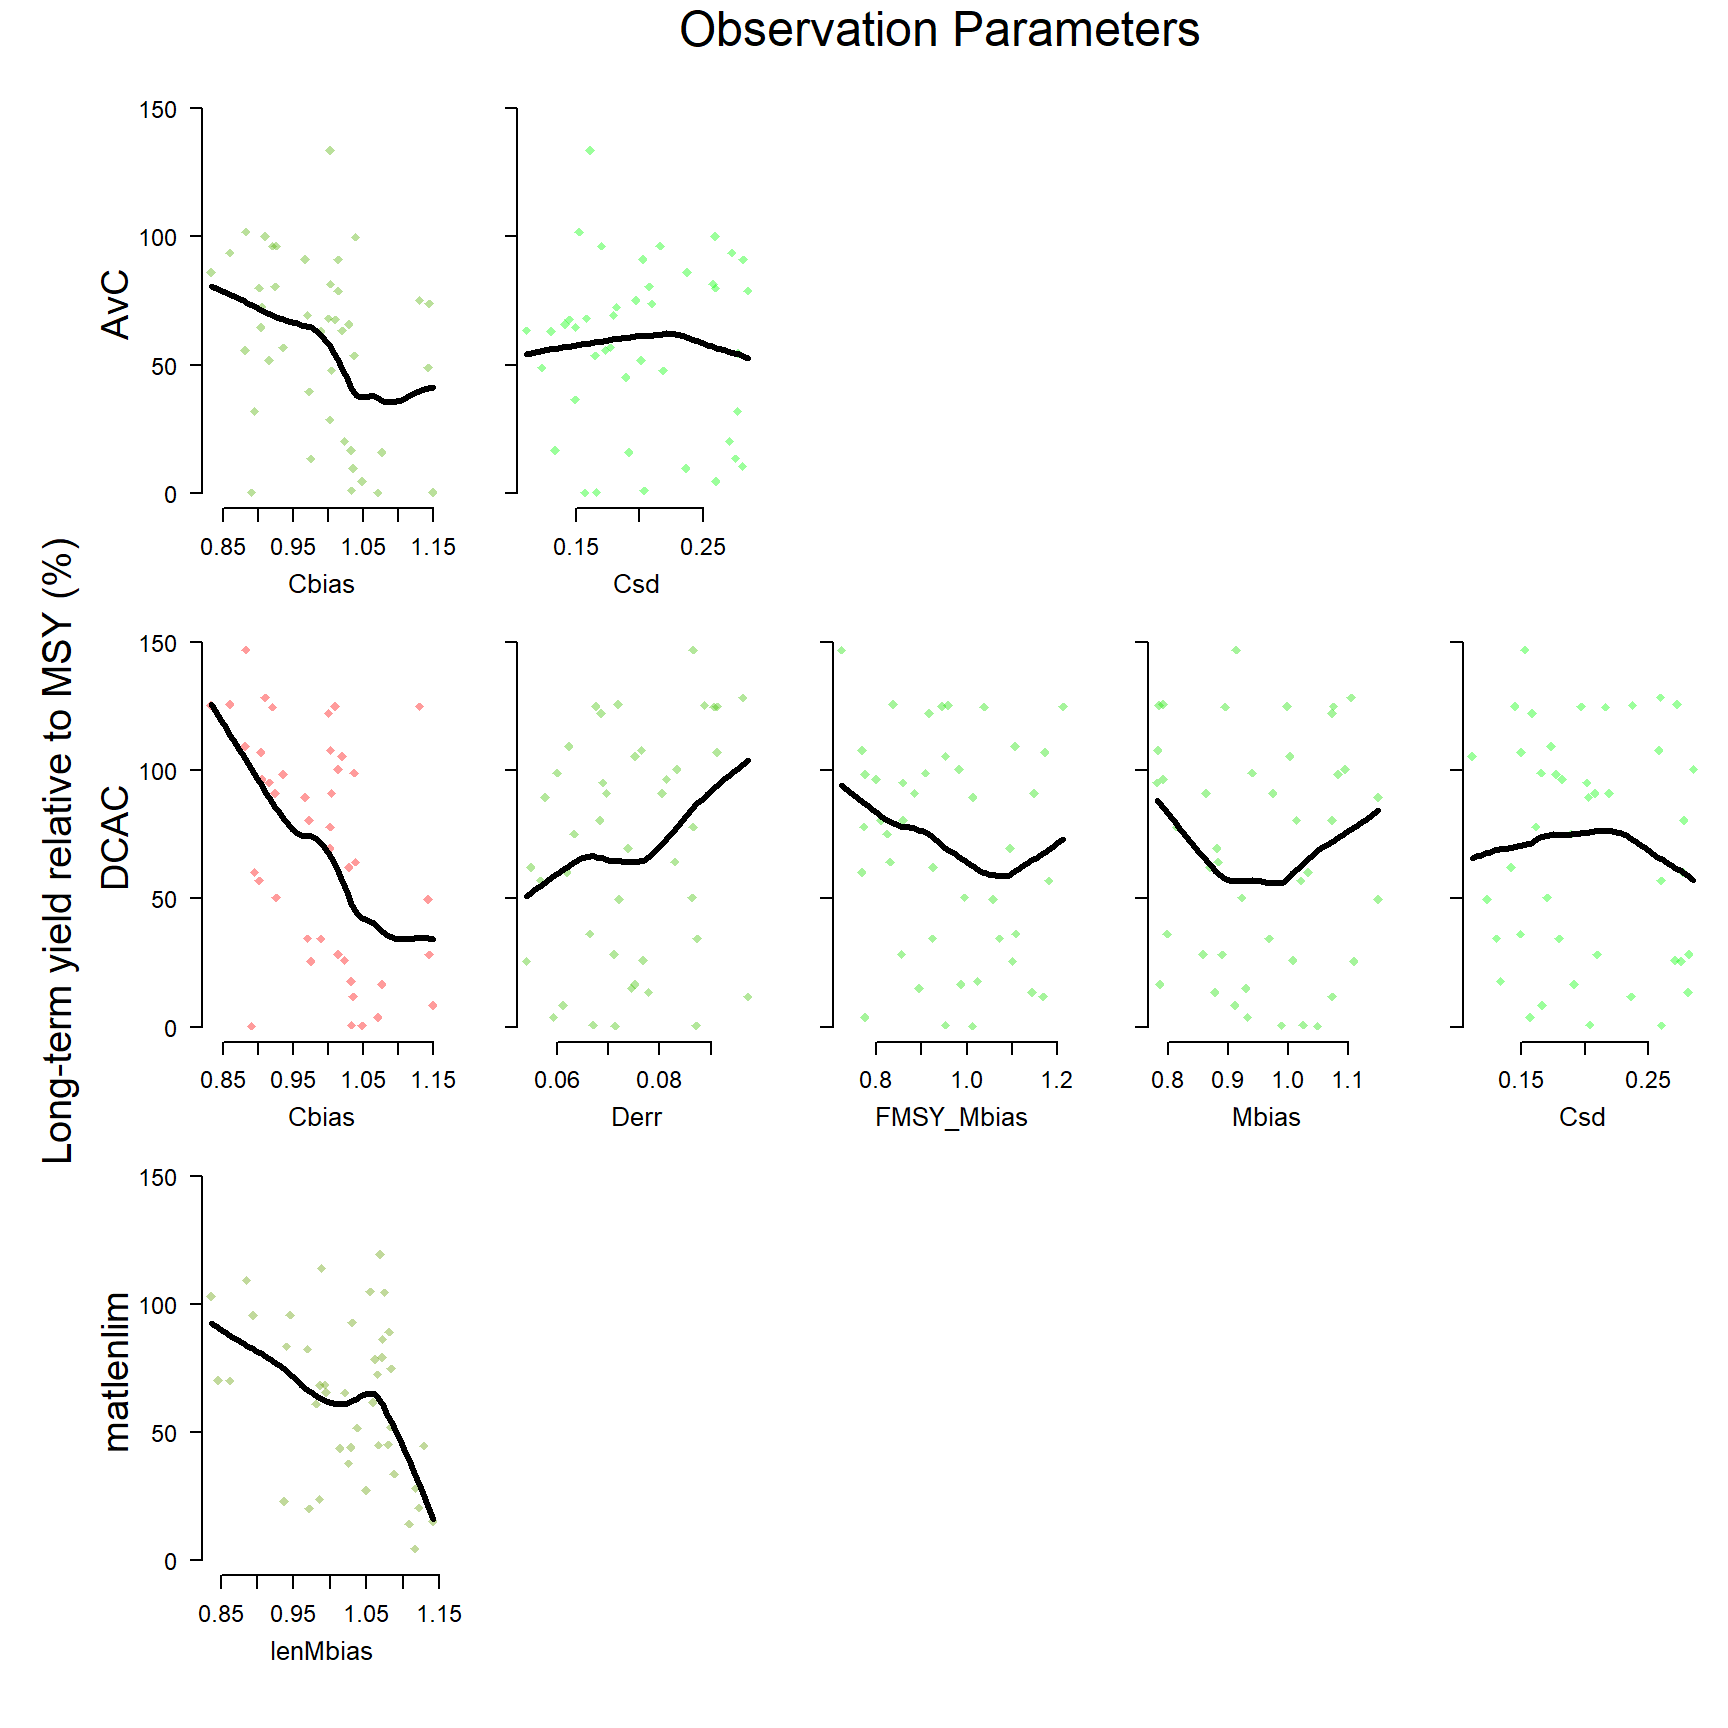 Observation Parameters
Long-term yield relative to MSY (%)
AvC
150
100
50
0
0.85 0.95 1.05 1.15
Cbias
0.15 0.25
Csd
DCAC
150
100
50
0
0.85 0.95 1.05 1.15
Cbias
0.06 0.08
Derr
0.8 1.0 1.2
FMSY_Mbias
0.8 0.9 1.0 1.1
Mbias
0.15 0.25
Csd
matlenlim
150
100
50
0
0.85 0.95 1.05 1.15
lenMbias